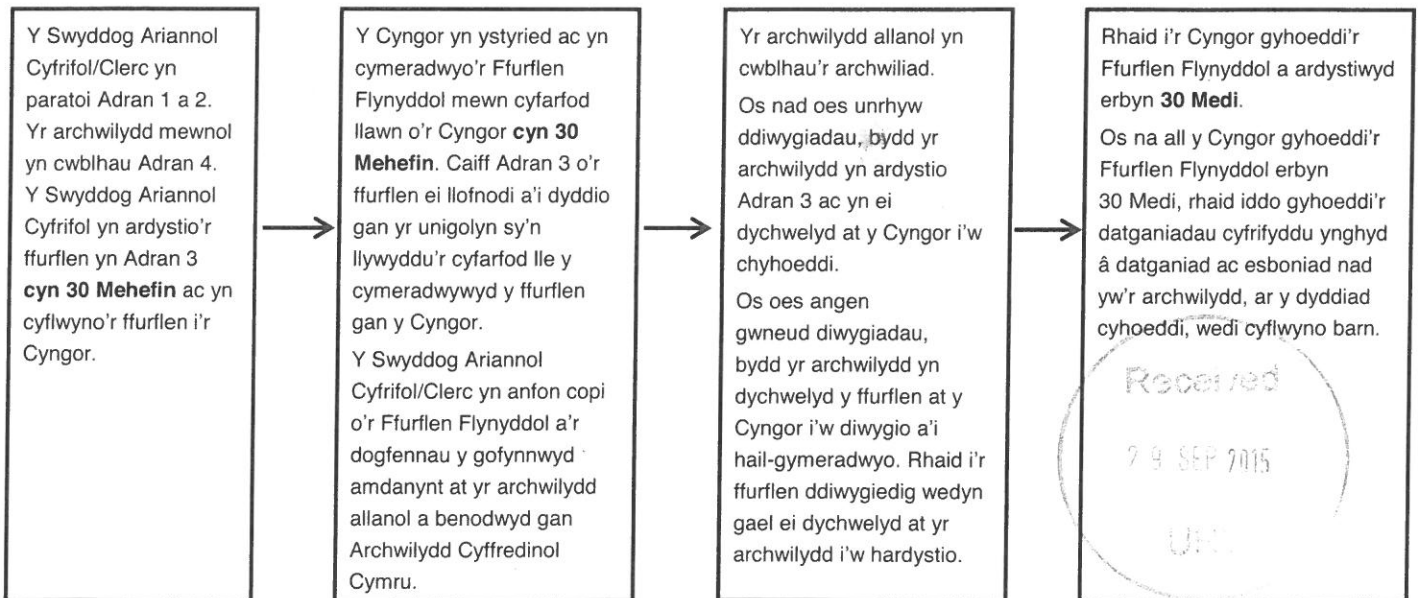 Y Swyddog Ariannol
Cyfrifol/Clerc yn
paratoi Adran 1 a 2.
Yr archwilydd mewnol
yn cwblhau Adran 4.
Y Swyddog Ariannol
Cyfrifol yn ardystio'r
ffurflen yn Adran 3
cyn 30 Mehefin ac yn
cyflwyno'r ffurflen i'r
Cyngor.
Y Cyngor yn ystyried ac yn
cymeradwyo'r Ffurflen
Flynyddol mewn cyfarfod
llawn o'r Cyngor cyn 30
Mehefin. Caiff Adran 3 o'r
ffurflen ei llofnodi a'i dyddio
gan yr unigolyn sy'n
llywyddu'r cyfarfod lle y
cymeradwywyd y ffurflen
gan y Cyngor.
Y Swyddog Ariannol
Cyfrifol/Clerc yn anfon copi
o'r Ffurflen Flynyddol a'r
dogfennau y gofynnwyd
amdanynt at yr archwilydd
allanol a benodwyd gan
Archwilydd Cyffredinol
Cymru.
Yr archwilydd allanol yn
cwblhau'r archwiliad.
Os nad oes unrhyw
ddiwygiadau, bydd yr
archwilydd yn ardystio
Adran 3 ac yn ei
dychwelyd at y Cyngor i'w
chyhoeddi.
Os oes angen
gwneud diwygiadau,
bydd yr archwilydd yn
dychwelyd y ffurflen at y
Cyngor i'w diwygio a'i
hail-gymeradwyo. Rhaid i'r
ffurflen ddiwygiedig wedyn
gael ei dychwelyd at yr
archwilydd i'w hardystio.
Rhaid i'r Cyngor gyhoeddi'r
Ffurflen Flynyddol a ardystiwyd
erbyn 30 Medi.
Os na all y Cyngor gyhoeddi'r
Ffurflen Flynyddol erbyn
30 Medi, rhaid iddo gyhoeddi'r
datganiadau cyfrifyddu ynghyd
â datganiad ac esboniad nad
yw'r archwilydd, ar y dyddiad
cyhoeddi, wedi cyflwyno barn.
Received
29 SEP 2015